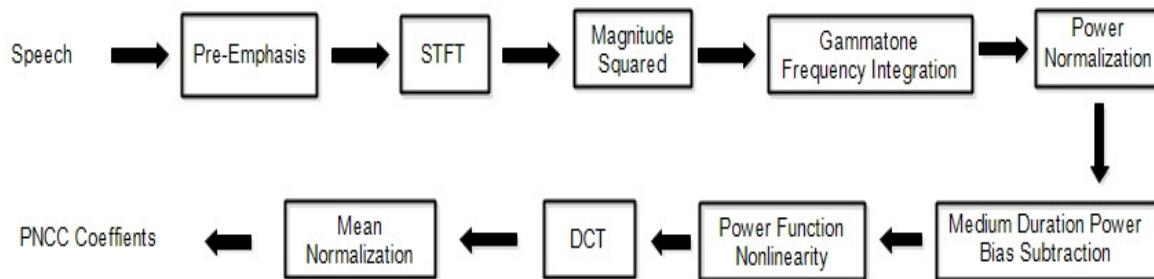 Speech
Pre-Emphasis
STFT
Magnitude
Squared
Gammatone
Frequency Integration
Power
Normalization
Medium Duration Power
Bias Subtraction
Power Function
Nonlinearity
DCT
Mean
Normalization
PNCC Coeffients